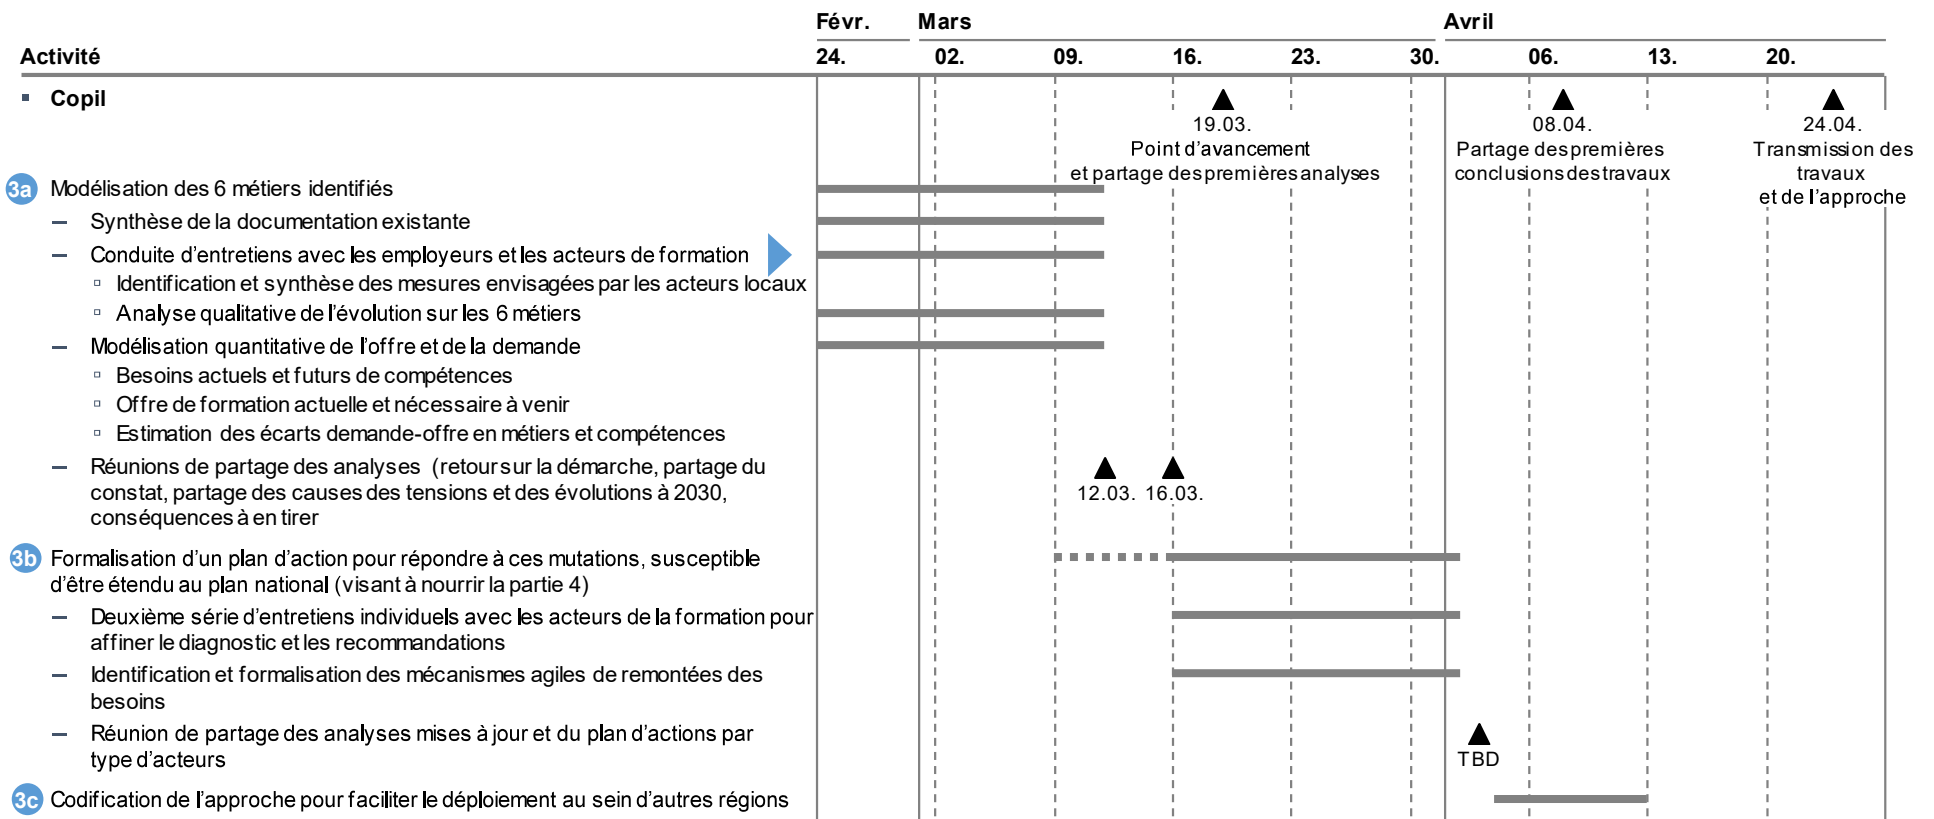 Févr. Mars Avril
Activité 24. 02. 09. 16. 23. 30. 06. 13. 20.
▪ Copil
19.03. 08.04. 24.04.
Point d'avancement Partage des premières Transmission des
et partage des premières analyses conclusions des travaux travaux
et de l'approche
3a Modélisation des 6 métiers identifiés
– Synthèse de la documentation existante
– Conduite d'entretiens avec les employeurs et les acteurs de formation
▫ Identification et synthèse des mesures envisagées par les acteurs locaux
▫ Analyse qualitative de l'évolution sur les 6 métiers
– Modélisation quantitative de l'offre et de la demande
▫ Besoins actuels et futurs de compétences
▫ Offre de formation actuelle et nécessaire à venir
▫ Estimation des écarts demande-offre en métiers et compétences
– Réunions de partage des analyses (retour sur la démarche, partage du
constat, partage des causes des tensions et des évolutions à 2030,
conséquences à en tirer
12.03. 16.03.
3b Formalisation d'un plan d'action pour répondre à ces mutations, susceptible
d'être étendu au plan national (visant à nourrir la partie 4)
– Deuxième série d'entretiens individuels avec les acteurs de la formation pour
affiner le diagnostic et les recommandations
– Identification et formalisation des mécanismes agiles de remontées des
besoins
– Réunion de partage des analyses mises à jour et du plan d'actions par
type d'acteurs
TBD
3c Codification de l'approche pour faciliter le déploiement au sein d'autres régions